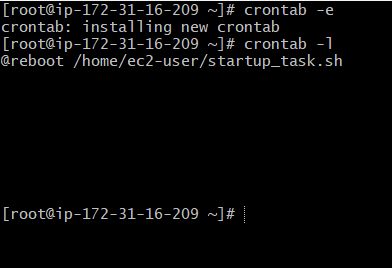 [root@ip-172-31-16-209 ~]# crontab -e
crontab: installing new crontab
[root@ip-172-31-16-209 ~]# crontab -l
@reboot /home/ec2-user/startup_task.sh
[root@ip-172-31-16-209 ~]#